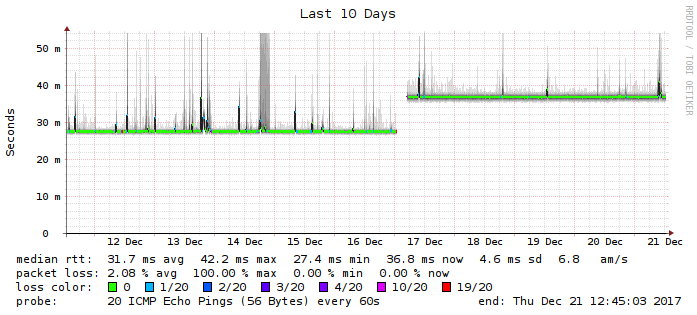 Last 10 Days
RRDTOOL / TOBI OETIKER
Seconds
50 m
40 m
30 m
20 m
10 m
0
12 Dec 13 Dec 14 Dec 15 Dec 16 Dec 17 Dec 18 Dec 19 Dec 20 Dec 21 Dec
median rtt: 31.7 ms avg 42.2 ms max 27.4 ms min 36.8 ms now 4.6 ms sd 6.8 am/s
packet loss: 2.08 % avg 100.00 % max 0.00 % min 0.00 % now
loss color: 0 1/20 2/20 3/20 4/20 10/20 19/20
probe: 20 ICMP Echo Pings (56 Bytes) every 60s end: Thu Dec 21 12:45:03 2017